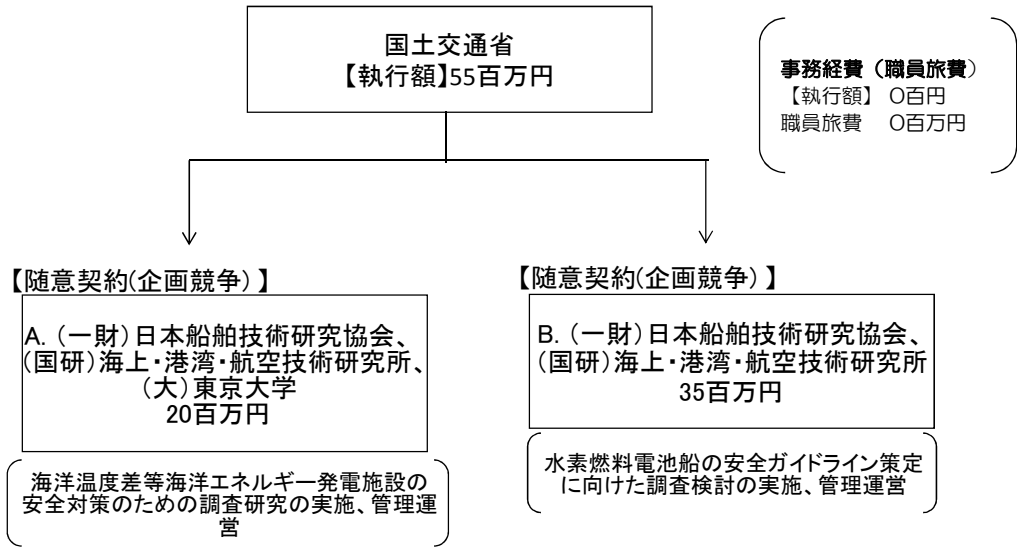 国土交通省
【執行額】55百万円
事務経費（職員旅費）
【執行額】　0百円
職員旅費　0百万円
【随意契約(企画競争)】
A. (一財)日本船舶技術研究協会、
(国研)海上・港湾・航空技術研究所、
(大)東京大学
20百万円
海洋温度差等海洋エネルギー発電施設の
安全対策のための調査研究の実施、管理運
営
【随意契約(企画競争)】
B. (一財)日本船舶技術研究協会、
(国研)海上・港湾・航空技術研究所
35百万円
水素燃料電池船の安全ガイドライン策定
に向けた調査検討の実施、管理運営